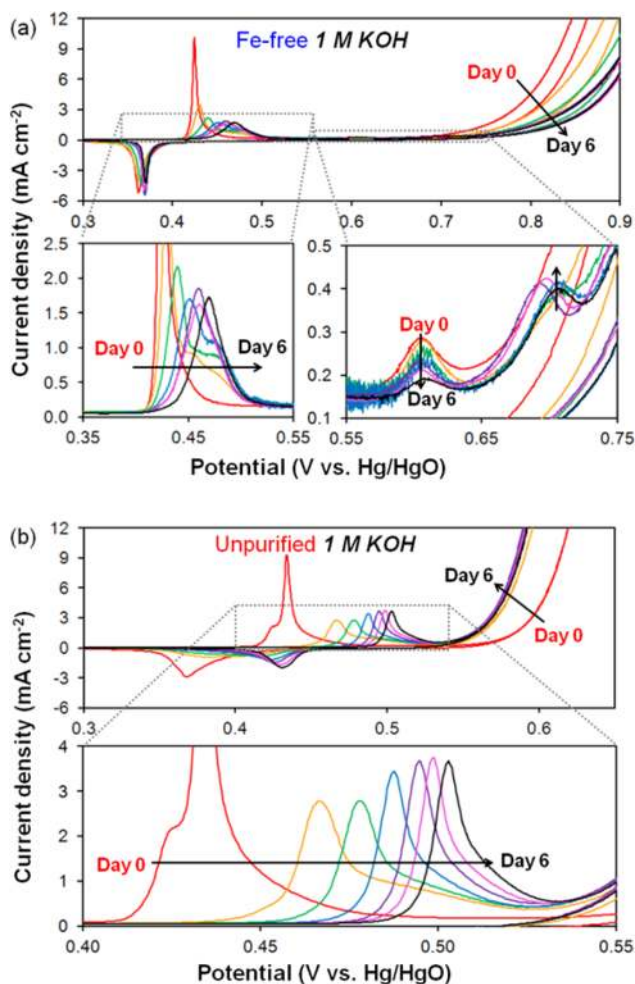 (a)
12
9
6
3
0
-3
-6
Fe-free 1 M KOH
Day 0
Day 6
0.3 0.4 0.5 0.6 0.7 0.8 0.9
Current density (mA cm⁻²)
2.5
2.0
1.5
1.0
0.5
0.0
Day 0
Day 6
0.35 0.45 0.55
0.5
0.4
0.3
0.2
0.1
Day 0
Day 6
0.55 0.65 0.75
Potential (V vs. Hg/HgO)
(b)
12
9
6
3
0
-3
-6
Unpurified 1 M KOH
Day 6
Day 0
0.3 0.4 0.5 0.6
Current density (mA cm⁻²)
4
3
2
1
0
Day 0
Day 6
0.40 0.45 0.50 0.55
Potential (V vs. Hg/HgO)